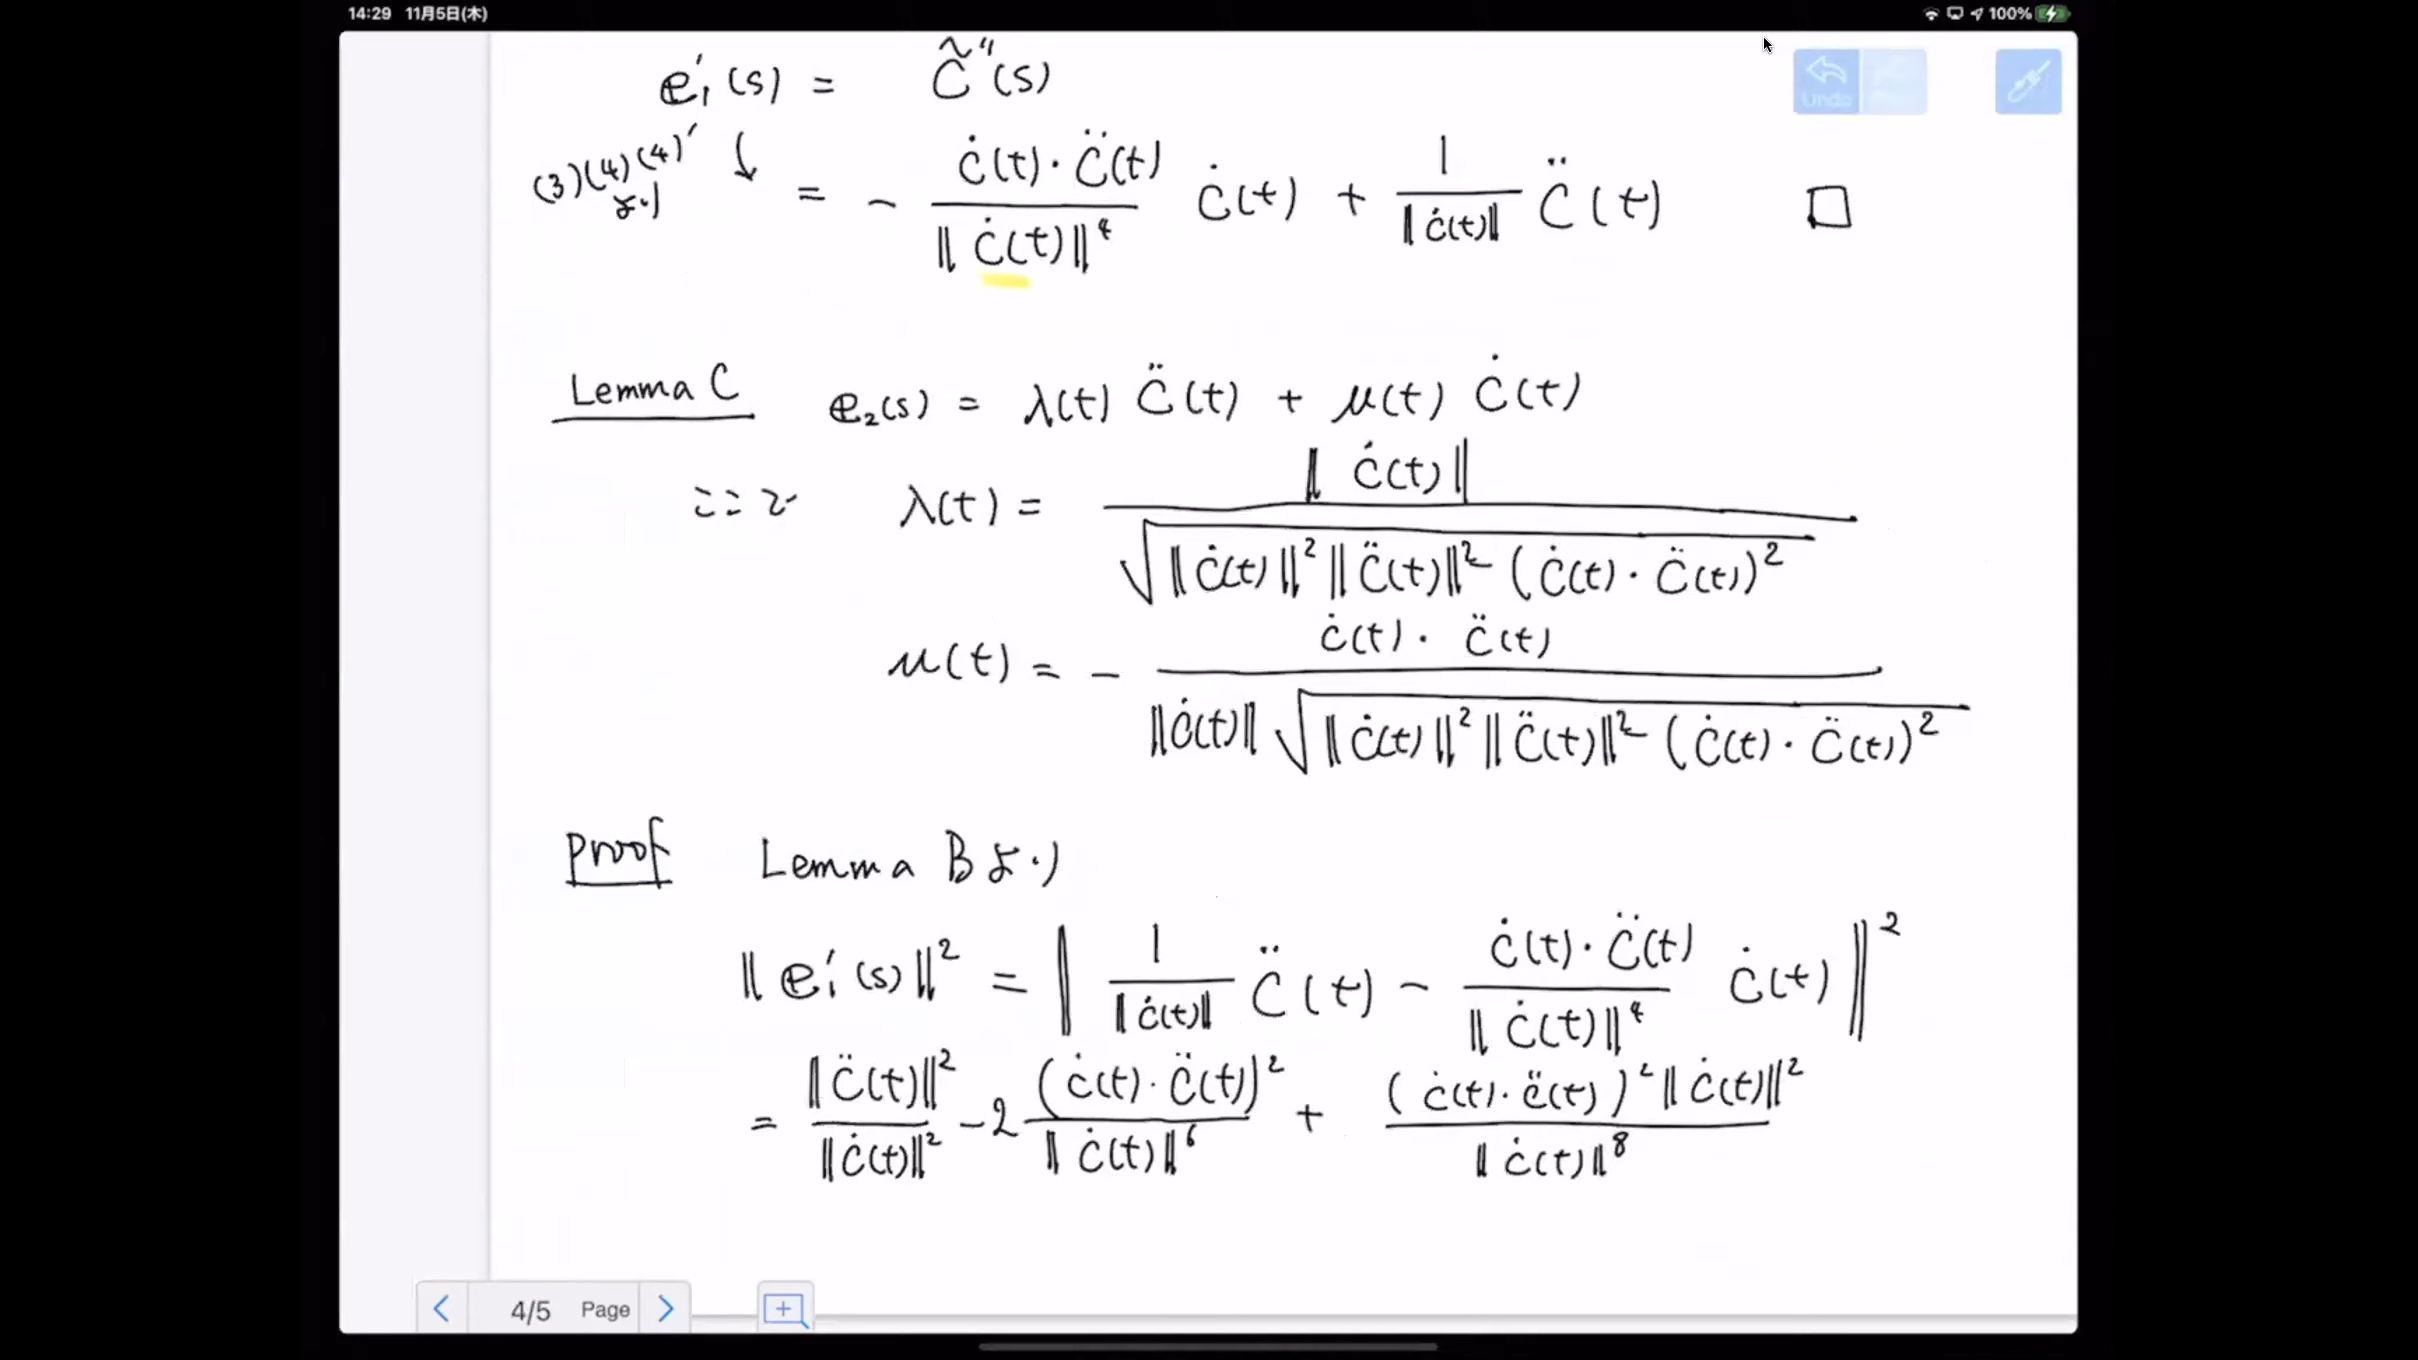 14:29 11月5日(木) 100%
e₁'(s) = C̃''(s)
Undo
(3)(4)(4)'より = - Ċ(t)·C̈(t) / ‖Ċ(t)‖⁴ Ċ(t) + 1 / ‖Ċ(t)‖ C̈(t) □
Lemma C e₂(s) = λ(t) C̈(t) + μ(t) Ċ(t)
ここで λ(t) = ‖Ċ(t)‖ / √(‖Ċ(t)‖²‖C̈(t)‖² - (Ċ(t)·C̈(t))²)
μ(t) = - Ċ(t)·C̈(t) / ‖Ċ(t)‖√(‖Ċ(t)‖²‖C̈(t)‖² - (Ċ(t)·C̈(t))²)
Proof Lemma Bより
‖e₁'(s)‖² = ‖ 1 / ‖Ċ(t)‖ C̈(t) - Ċ(t)·C̈(t) / ‖Ċ(t)‖⁴ Ċ(t) ‖²
= ‖C̈(t)‖² / ‖Ċ(t)‖² - 2 (Ċ(t)·C̈(t))² / ‖Ċ(t)‖⁶ + (Ċ(t)·C̈(t))²‖Ċ(t)‖² / ‖Ċ(t)‖⁸
4/5 Page